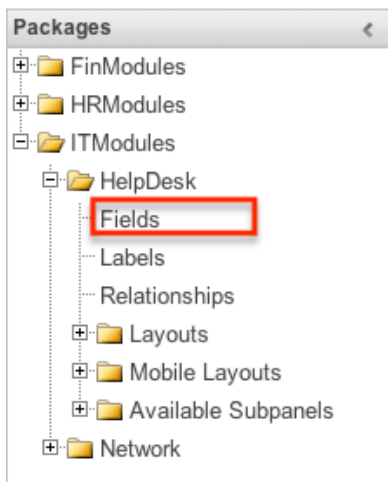 Packages
FinModules
HRModules
ITModules
HelpDesk
Fields
Labels
Relationships
Layouts
Mobile Layouts
Available Subpanels
Network